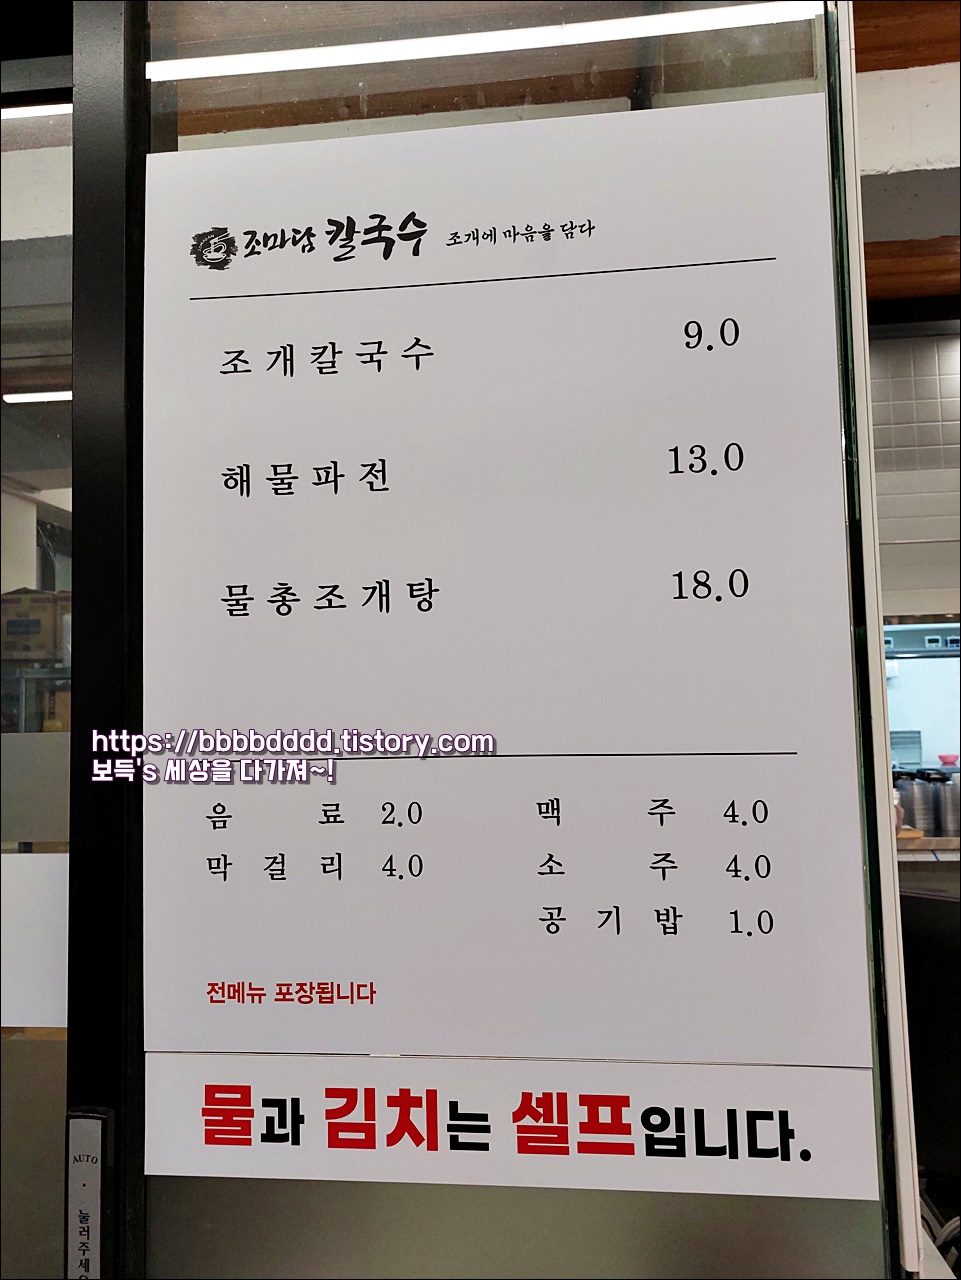 조마담 칼국수 조개에 마음을 담다
조개칼국수 9.0
해물파전 13.0
물총조개탕 18.0
https://bbbbdddd.tistory.com
보득's 세상을 다가져~!
음료 2.0 맥주 4.0
막걸리 4.0 소주 4.0
공기밥 1.0
전메뉴 포장됩니다
물과 김치는 셀프입니다.
AUTO
눌러주세요